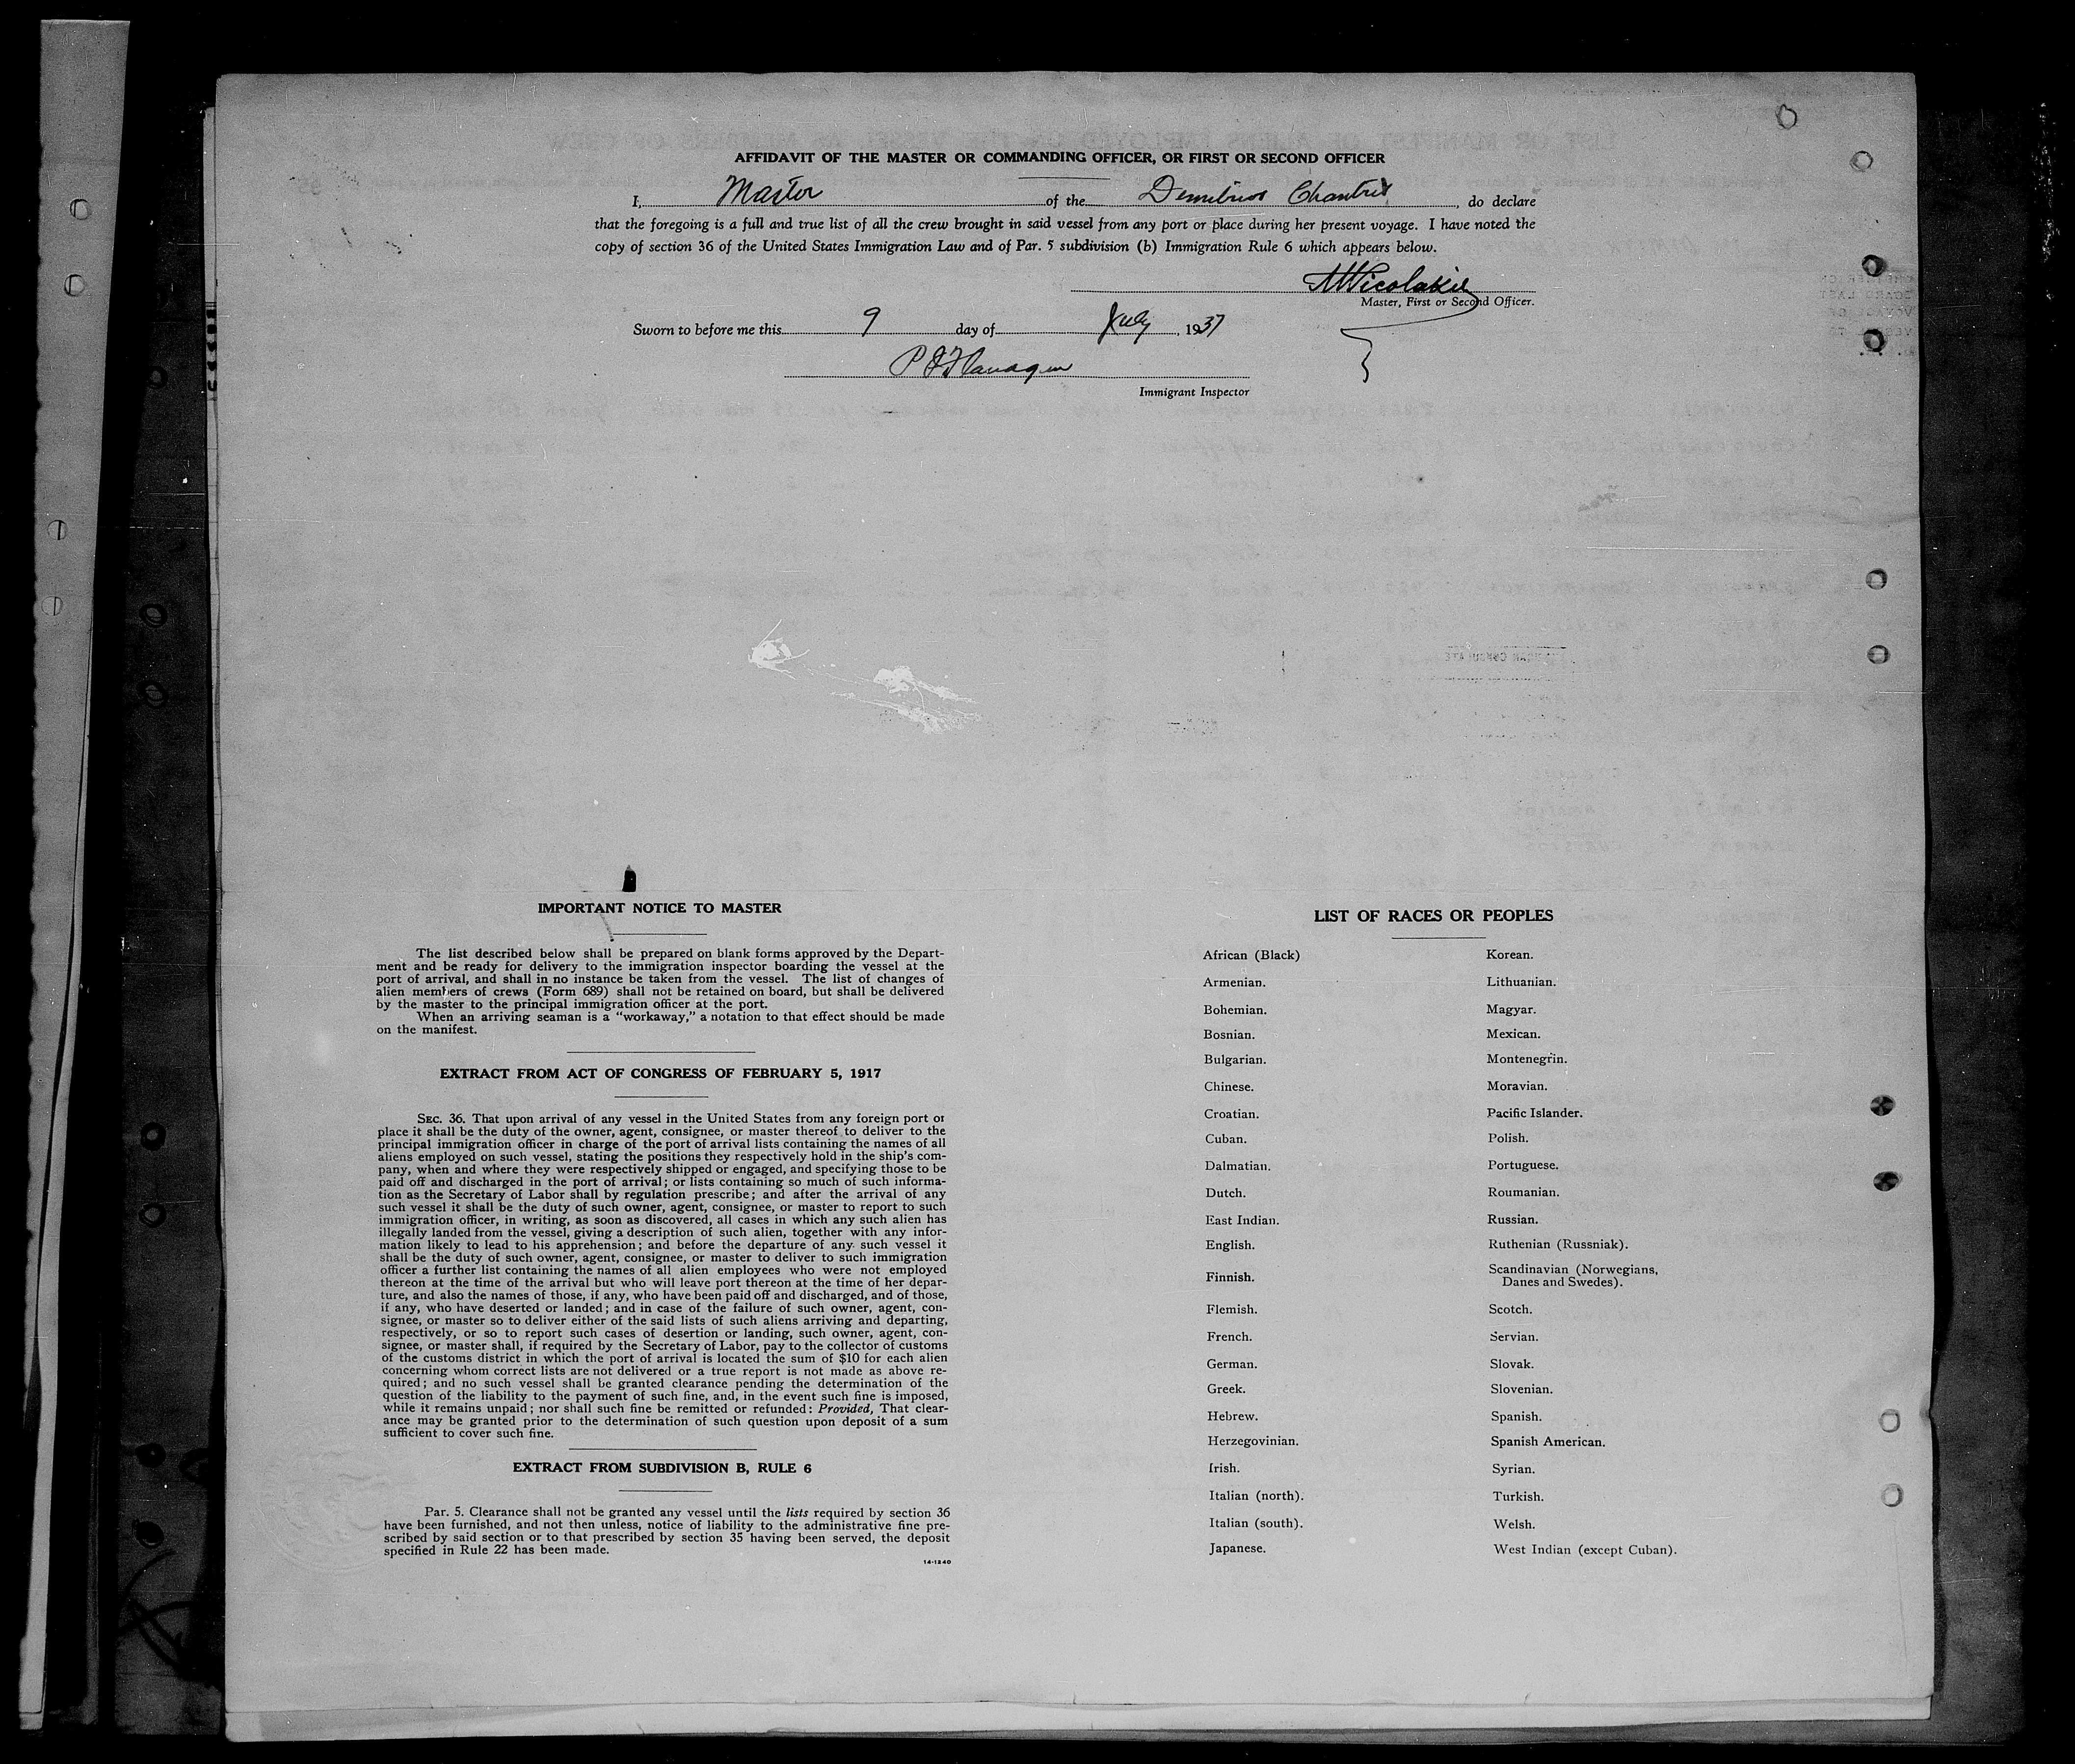 AFFIDAVIT OF THE MASTER OR COMMANDING OFFICER, OR FIRST OR SECOND OFFICER
I, Master of the Demitrios Chantris, do declare
that the foregoing is a full and true list of all the crew brought in said vessel from any port or place during her present voyage. I have noted the
copy of section 36 of the United States Immigration Law and of Par. 5 subdivision (b) Immigration Rule 6 which appears below.
Master, First or Second Officer.
Sworn to before me this 9 day of July, 1937
P J Flanagan
Immigrant Inspector
IMPORTANT NOTICE TO MASTER
The list described below shall be prepared on blank forms approved by the Depart-
ment and be ready for delivery to the immigration inspector boarding the vessel at the
port of arrival, and shall in no instance be taken from the vessel. The list of changes of
alien members of crews (Form 689) shall not be retained on board, but shall be delivered
by the master to the principal immigration officer at the port.
When an arriving seaman is a “workaway,” a notation to that effect should be made
on the manifest.
EXTRACT FROM ACT OF CONGRESS OF FEBRUARY 5, 1917
SEC. 36. That upon arrival of any vessel in the United States from any foreign port or
place it shall be the duty of the owner, agent, consignee, or master thereof to deliver to the
principal immigration officer in charge of the port of arrival lists containing the names of all
aliens employed on such vessel, stating the positions they respectively hold in the ship's com-
pany, when and where they were respectively shipped or engaged, and specifying those to be
paid off and discharged in the port of arrival; or lists containing so much of such informa-
tion as the Secretary of Labor shall by regulation prescribe; and after the arrival of any
such vessel it shall be the duty of such owner, agent, consignee, or master to report to such
immigration officer, in writing, as soon as discovered, all cases in which any such alien has
illegally landed from the vessel, giving a description of such alien, together with any infor-
mation likely to lead to his apprehension; and before the departure of any such vessel it
shall be the duty of such owner, agent, consignee, or master to deliver to such immigration
officer a further list containing the names of all alien employees who were not employed
thereon at the time of the arrival but who will leave port thereon at the time of her depar-
ture, and also the names of those, if any, who have been paid off and discharged, and of those,
if any, who have deserted or landed; and in case of the failure of such owner, agent, con-
signee, or master so to deliver either of the said lists of such aliens arriving and departing,
respectively, or so to report such cases of desertion or landing, such owner, agent, con-
signee, or master shall, if required by the Secretary of Labor, pay to the collector of customs
of the customs district in which the port of arrival is located the sum of $10 for each alien
concerning whom correct lists are not delivered or a true report is not made as above re-
quired; and no such vessel shall be granted clearance pending the determination of the
question of the liability to the payment of such fine, and, in the event such fine is imposed,
while it remains unpaid; nor shall such fine be remitted or refunded: Provided, That clear-
ance may be granted prior to the determination of such question upon deposit of a sum
sufficient to cover such fine.
EXTRACT FROM SUBDIVISION B, RULE 6
Par. 5. Clearance shall not be granted any vessel until the lists required by section 36
have been furnished, and not then unless, notice of liability to the administrative fine pre-
scribed by said section or to that prescribed by section 35 having been served, the deposit
specified in Rule 22 has been made.
14-1240
LIST OF RACES OR PEOPLES
African (Black)
Armenian.
Bohemian.
Bosnian.
Bulgarian.
Chinese.
Croatian.
Cuban.
Dalmatian.
Dutch.
East Indian.
English.
Finnish.
Flemish.
French.
German.
Greek.
Hebrew.
Herzegovinian.
Irish.
Italian (north).
Italian (south).
Japanese.
Korean.
Lithuanian.
Magyar.
Mexican.
Montenegrin.
Moravian.
Pacific Islander.
Polish.
Portuguese.
Roumanian.
Russian.
Ruthenian (Russniak).
Scandinavian (Norwegians,
Danes and Swedes).
Scotch.
Servian.
Slovak.
Slovenian.
Spanish.
Spanish American.
Syrian.
Turkish.
Welsh.
West Indian (except Cuban).